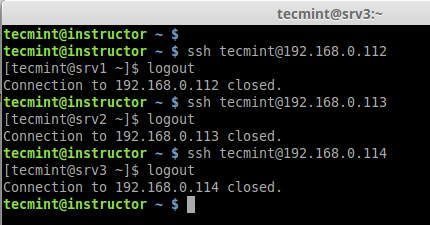 tecmint@srv3:~
tecmint@instructor ~ $
tecmint@instructor ~ $ ssh tecmint@192.168.0.112
[tecmint@srv1 ~]$ logout
Connection to 192.168.0.112 closed.
tecmint@instructor ~ $ ssh tecmint@192.168.0.113
[tecmint@srv2 ~]$ logout
Connection to 192.168.0.113 closed.
tecmint@instructor ~ $ ssh tecmint@192.168.0.114
[tecmint@srv3 ~]$ logout
Connection to 192.168.0.114 closed.
tecmint@instructor ~ $